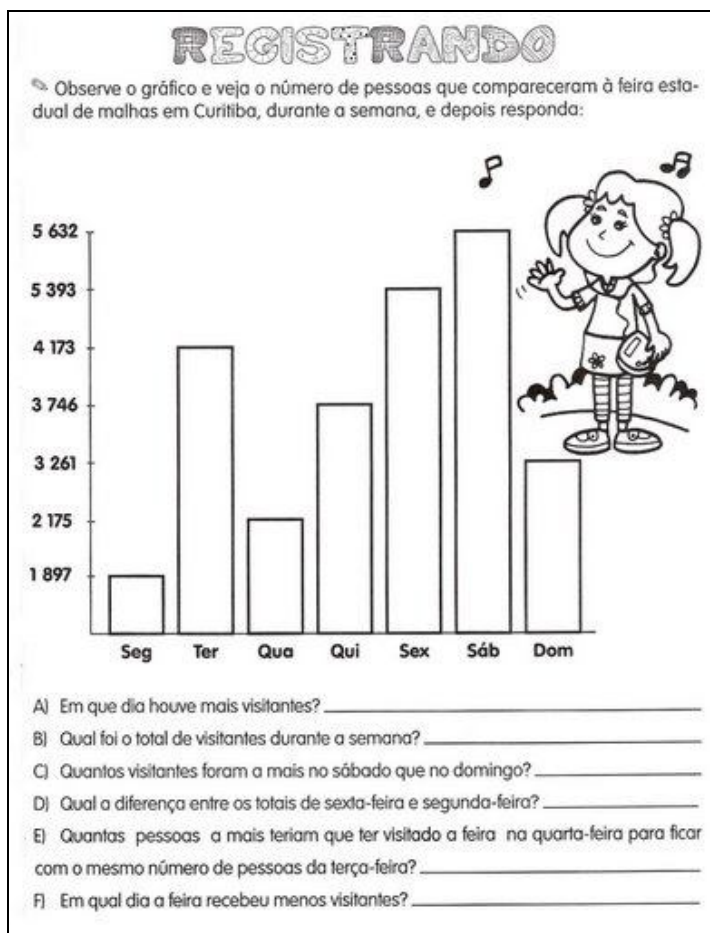 REGISTRANDO
Observe o gráfico e veja o número de pessoas que compareceram à feira esta-
dual de malhas em Curitiba, durante a semana, e depois responda:
5 632
5 393
4 173
3 746
3 261
2 175
1 897
Seg Ter Qua Qui Sex Sáb Dom
A) Em que dia houve mais visitantes?
B) Qual foi o total de visitantes durante a semana?
C) Quantos visitantes foram a mais no sábado que no domingo?
D) Qual a diferença entre os totais de sexta-feira e segunda-feira?
E) Quantas pessoas a mais teriam que ter visitado a feira na quarta-feira para ficar
com o mesmo número de pessoas da terça-feira?
F) Em qual dia a feira recebeu menos visitantes?